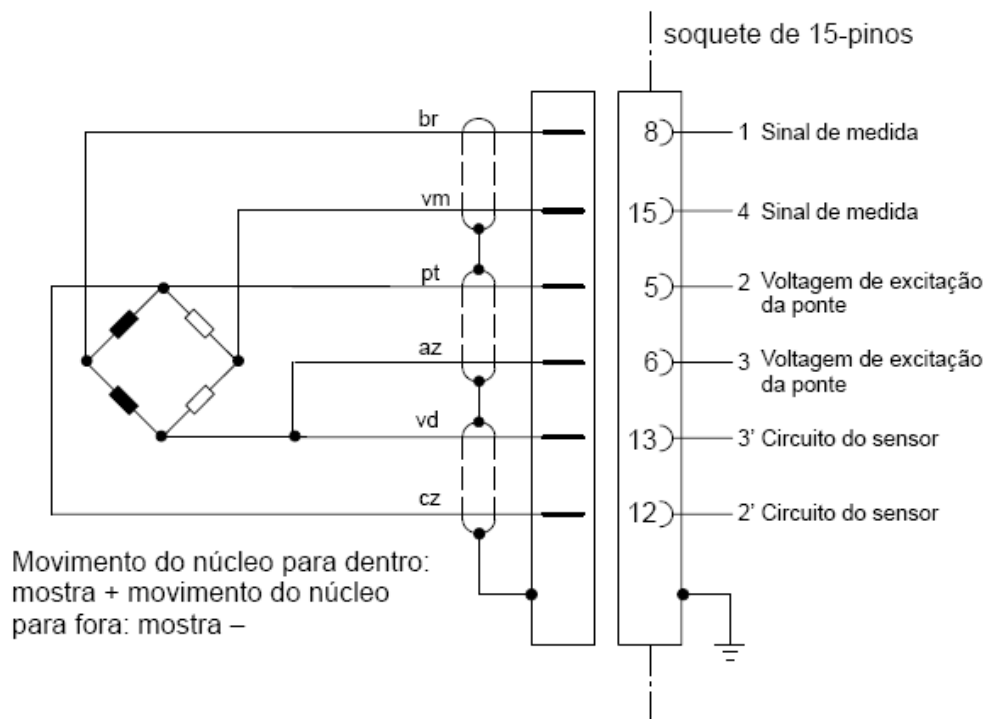 soquete de 15-pinos
br
8
1 Sinal de medida
vm
15
4 Sinal de medida
pt
5
2 Voltagem de excitação
da ponte
az
6
3 Voltagem de excitação
da ponte
vd
13
3’ Circuito do sensor
cz
12
2’ Circuito do sensor
Movimento do núcleo para dentro:
mostra + movimento do núcleo
para fora: mostra –